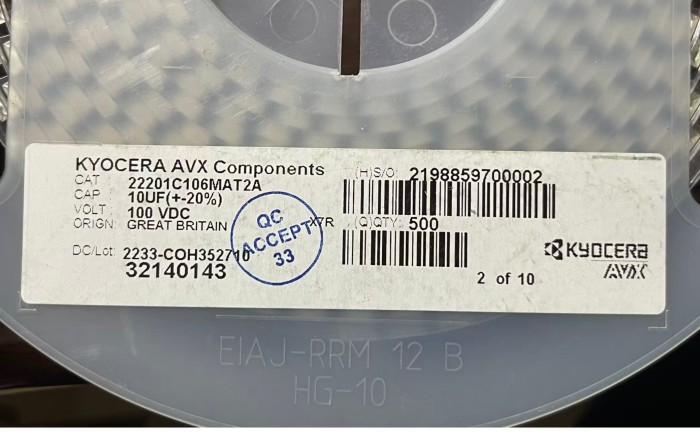 KYOCERA AVX Components
CAT 22201C106MAT2A
CAP 10UF(+-20%)
VOLT 100 VDC
ORIGN: GREAT BRITAIN X7R
DC/Lot: 2233-COH352710
32140143
(H)S/O: 2198859700002
(Q)QTY: 500
2 of 10
QC
ACCEPT
33
KYOCERA
AVX
EIAJ-RRM 12 B
HG-10